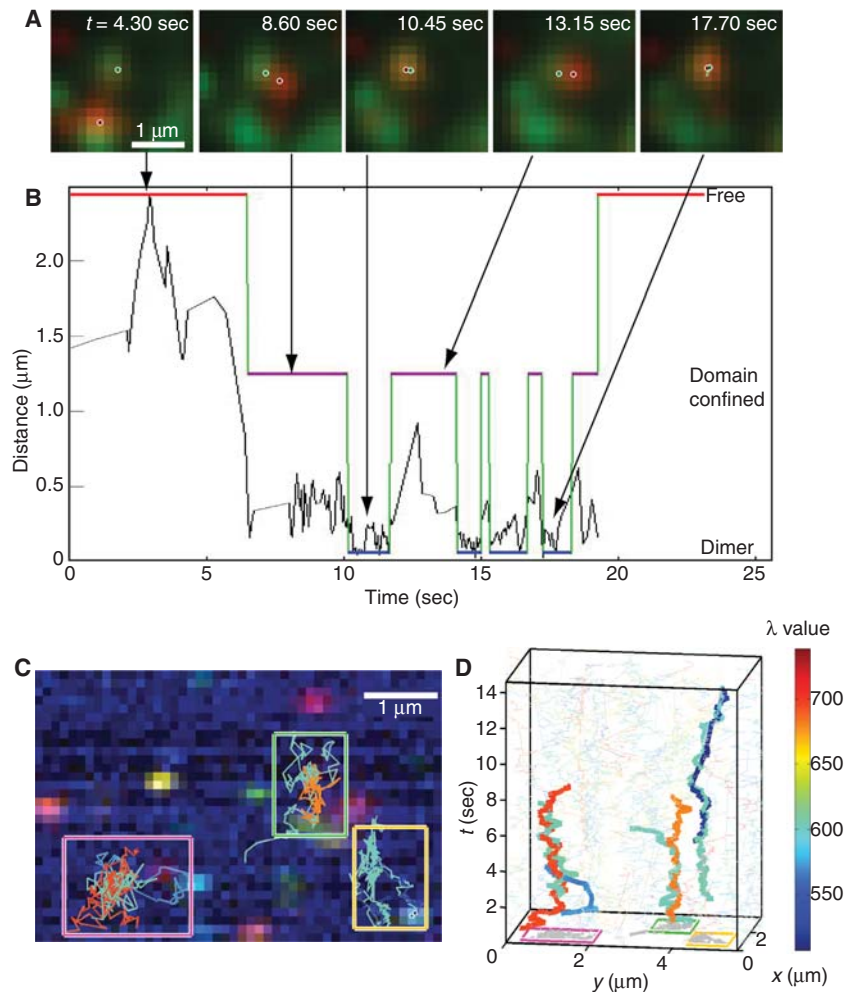 A
t = 4.30 sec
8.60 sec
10.45 sec
13.15 sec
17.70 sec
1 μm
B
Free
2.0
1.5
Domain
confined
1.0
0.5
0
Dimer
Distance (μm)
0 5 10 15 20 25
Time (sec)
C
1 μm
D
λ value
14
12
10
8
6
4
2
0
t (sec)
2
4
0
2
y (μm)
x (μm)
700
650
600
550